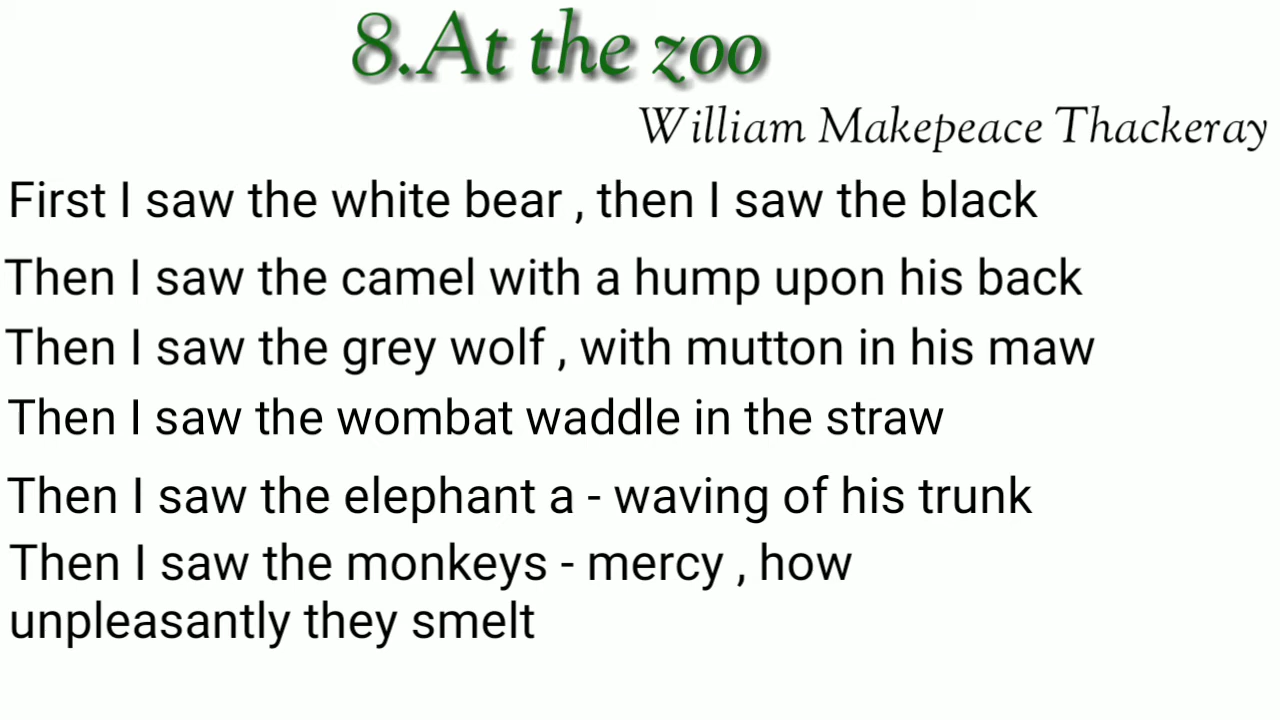 8.At the zoo
William Makepeace Thackeray
First I saw the white bear , then I saw the black
Then I saw the camel with a hump upon his back
Then I saw the grey wolf , with mutton in his maw
Then I saw the wombat waddle in the straw
Then I saw the elephant a - waving of his trunk
Then I saw the monkeys - mercy , how
unpleasantly they smelt